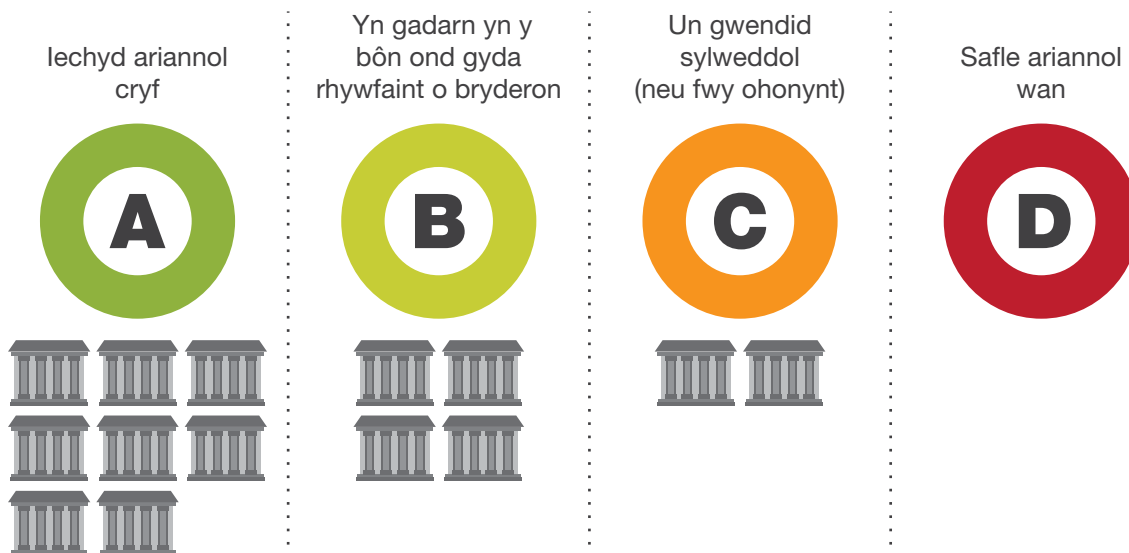 Iechyd ariannol
cryf
A
Yn gadarn yn y
bôn ond gyda
rhywfaint o bryderon
B
Un gwendid
sylweddol
(neu fwy ohonynt)
C
Safle ariannol
wan
D